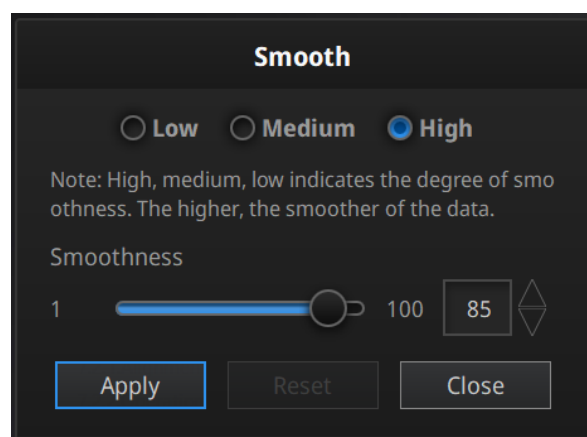 Smooth
Low Medium High
Note: High, medium, low indicates the degree of smo
othness. The higher, the smoother of the data.
Smoothness
1 100 85
Apply Reset Close